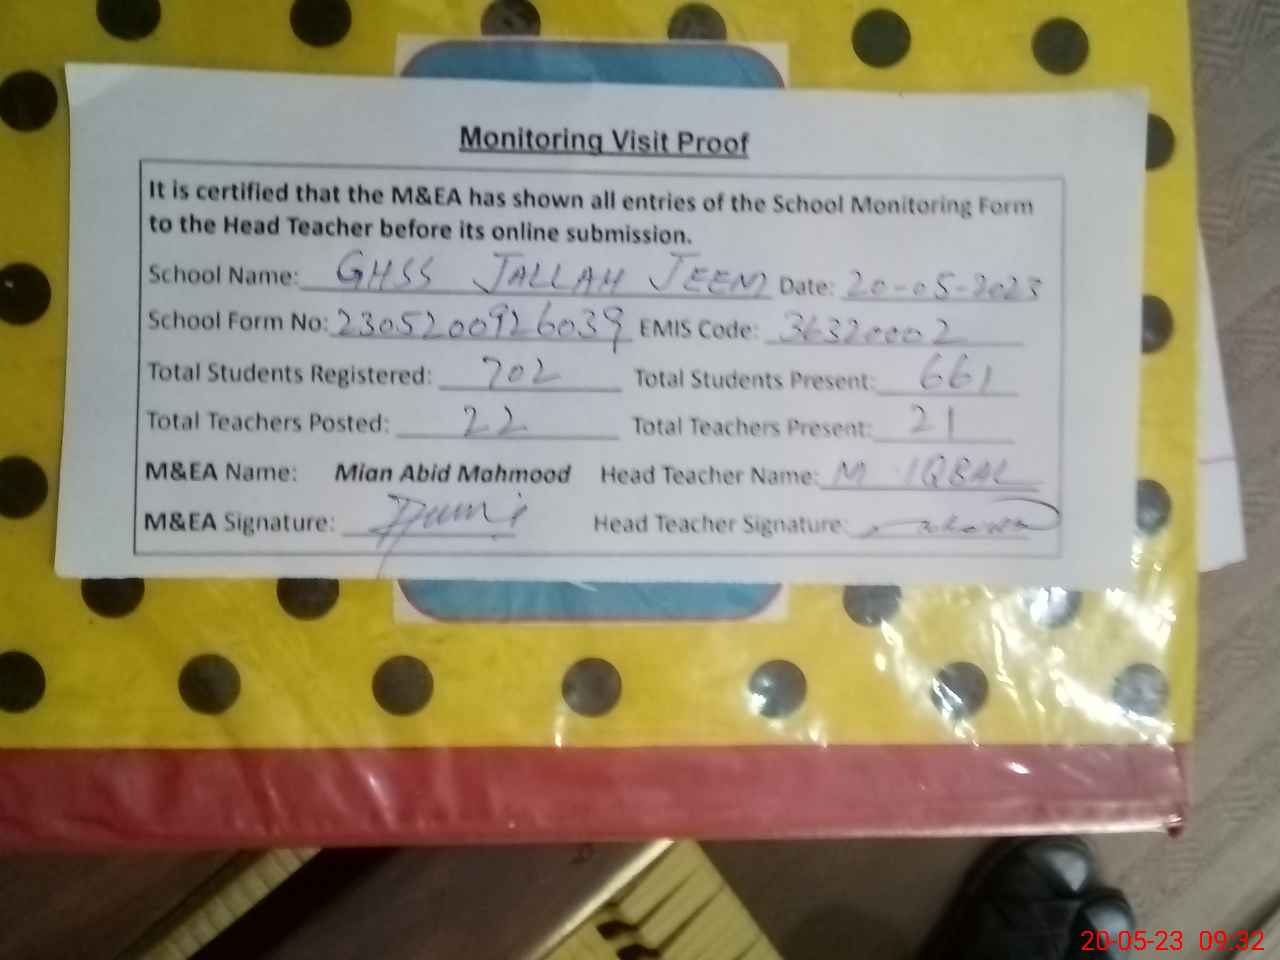 Monitoring Visit Proof
It is certified that the M&EA has shown all entries of the School Monitoring Form
to the Head Teacher before its online submission.
School Name: GHSS JALLAH JEEM Date: 20-05-2023
School Form No: 2305200926039 EMIS Code: 36320002
Total Students Registered: 702 Total Students Present: 661
Total Teachers Posted: 22 Total Teachers Present: 21
M&EA Name: Mian Abid Mahmood Head Teacher Name: M IQBAL
M&EA Signature: Head Teacher Signature:
20-05-23 09:32